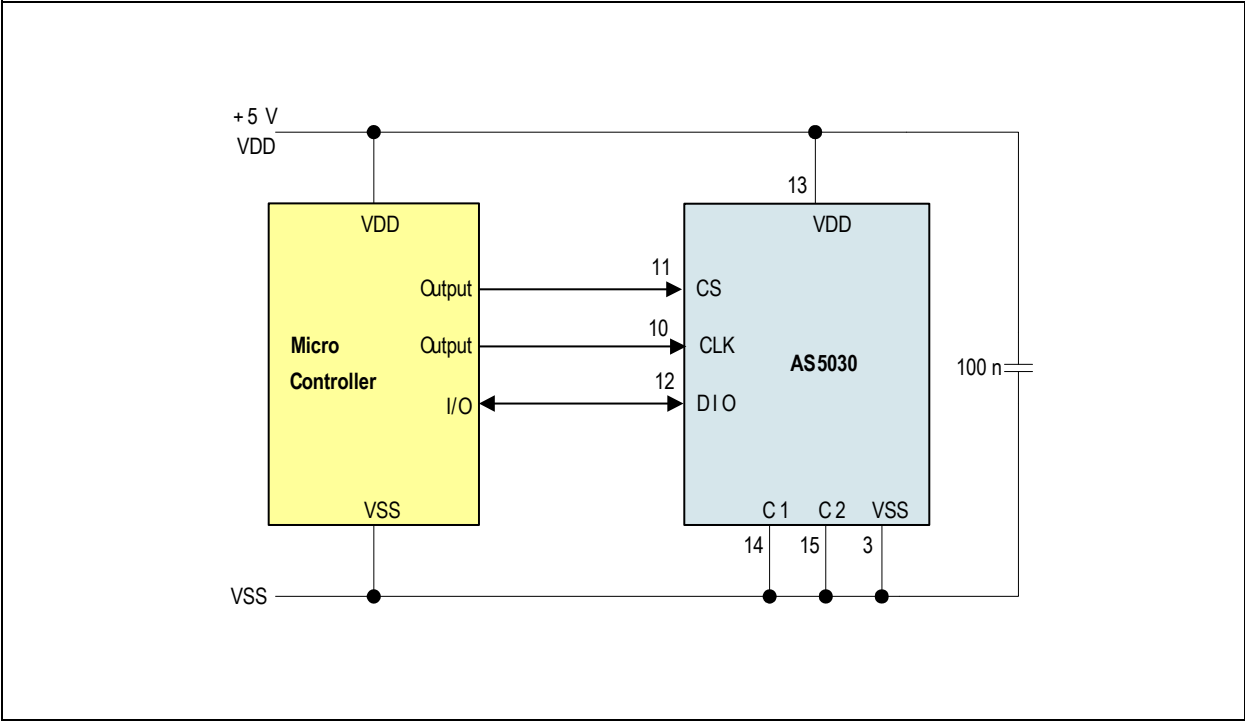 +5 V
VDD
13
VDD
VDD
11
Output
CS
10
Micro
Output
CLK
AS5030
100 n
Controller
12
I/O
DIO
VSS
C1
C2
VSS
14
15
3
VSS